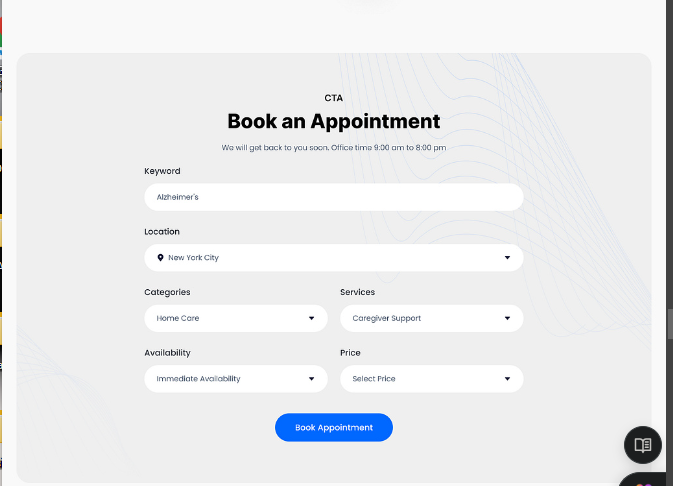 CTA
Book an Appointment
We will get back to you soon. Office time 9:00 am to 8:00 pm
Keyword
Alzheimer's
Location
New York City
Categories
Services
Home Care
Caregiver Support
Availability
Price
Immediate Availability
Select Price
Book Appointment